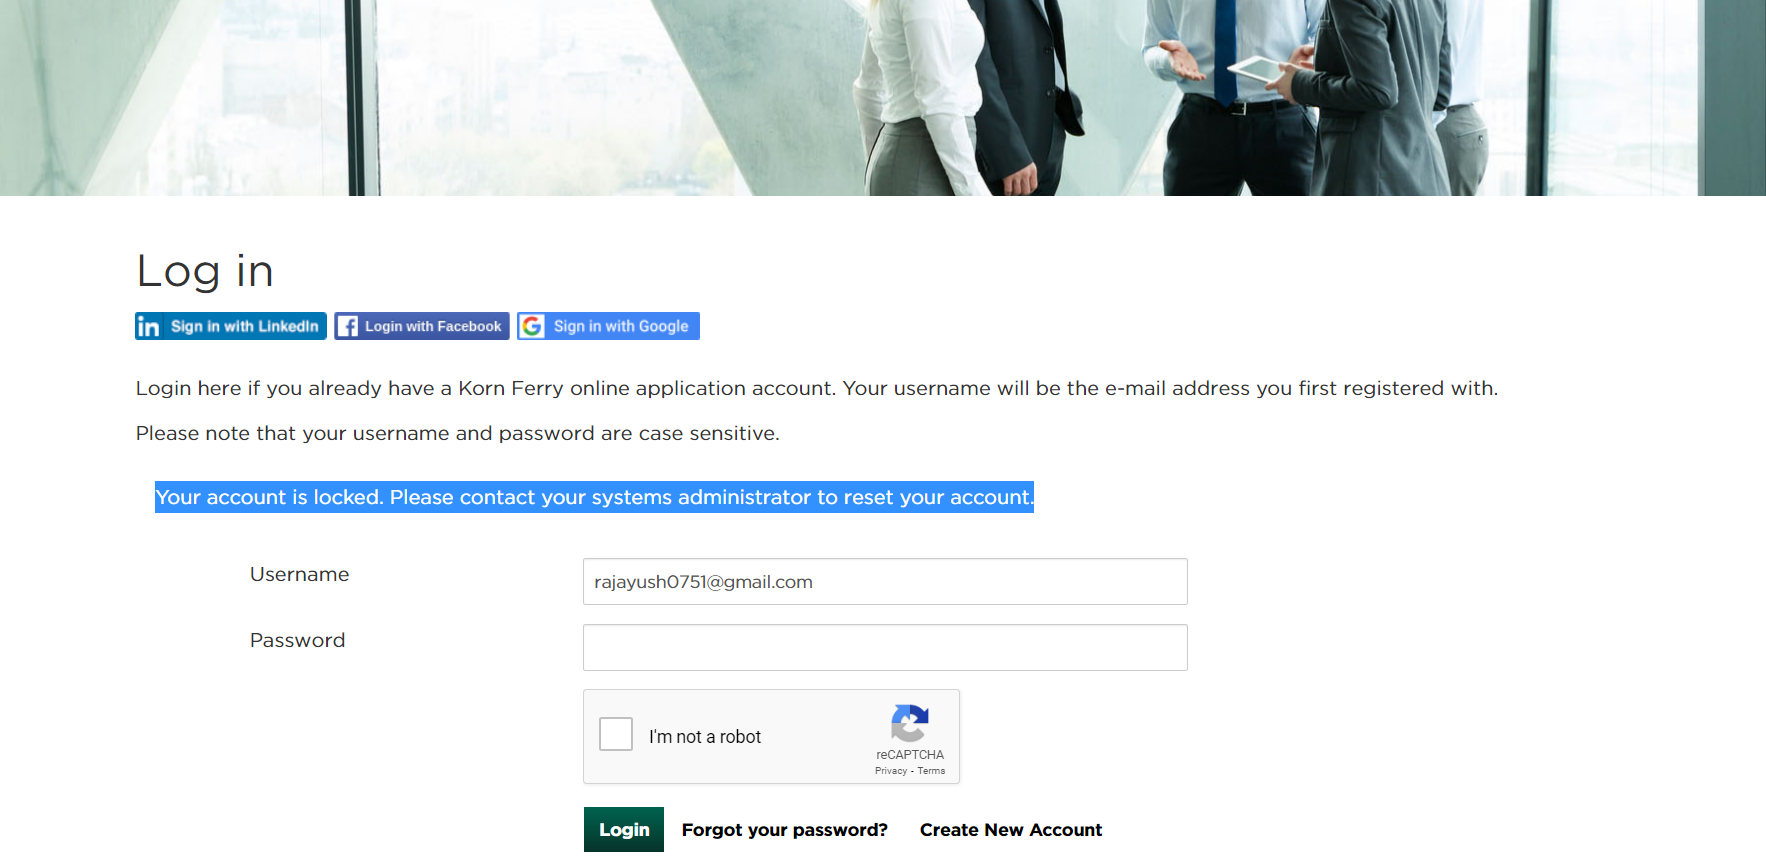 Log in
in Sign in with LinkedIn f Login with Facebook G Sign in with Google
Login here if you already have a Korn Ferry online application account. Your username will be the e-mail address you first registered with.
Please note that your username and password are case sensitive.
Your account is locked. Please contact your systems administrator to reset your account.
Username rajayush0751@gmail.com
Password
I'm not a robot
reCAPTCHA
Privacy - Terms
Login Forgot your password? Create New Account